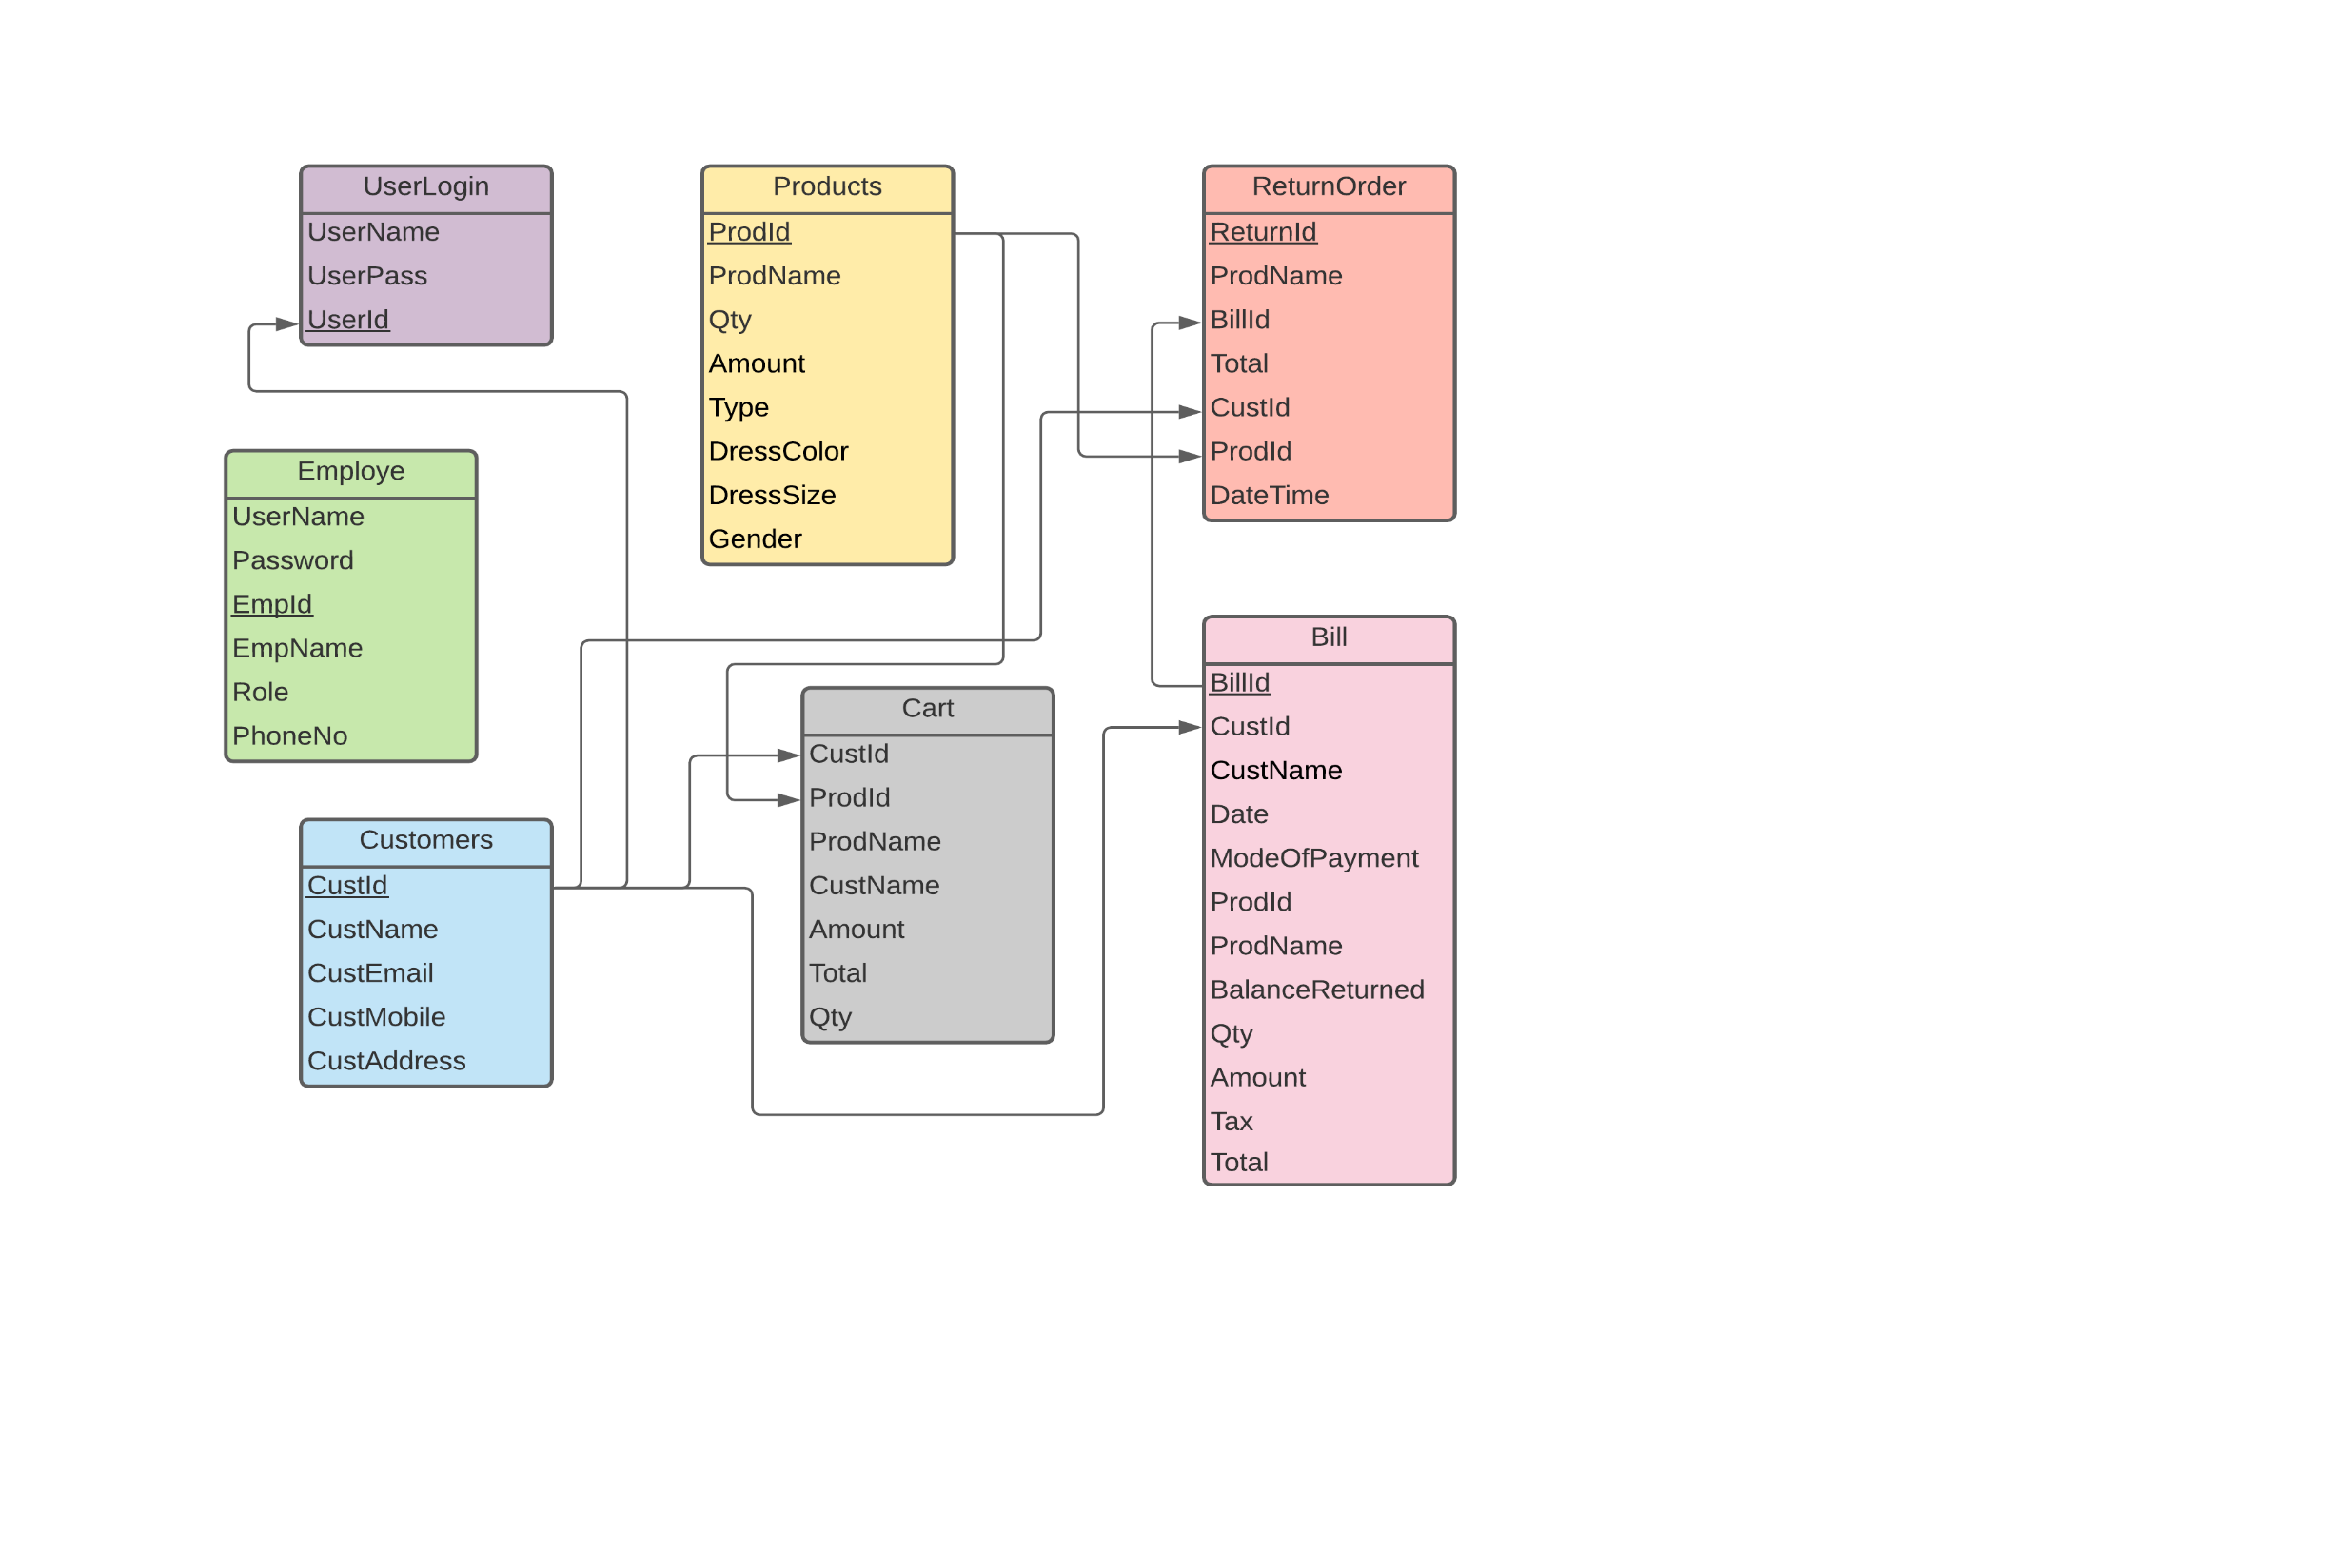 UserLogin
UserName
UserPass
UserId
Products
ProdId
ProdName
Qty
Amount
Type
DressColor
DressSize
Gender
ReturnOrder
ReturnId
ProdName
BillId
Total
CustId
ProdId
DateTime
Employe
UserName
Password
EmpId
EmpName
Role
PhoneNo
Customers
CustId
CustName
CustEmail
CustMobile
CustAddress
Cart
CustId
ProdId
ProdName
CustName
Amount
Total
Qty
Bill
BillId
CustId
CustName
Date
ModeOfPayment
ProdId
ProdName
BalanceReturned
Qty
Amount
Tax
Total